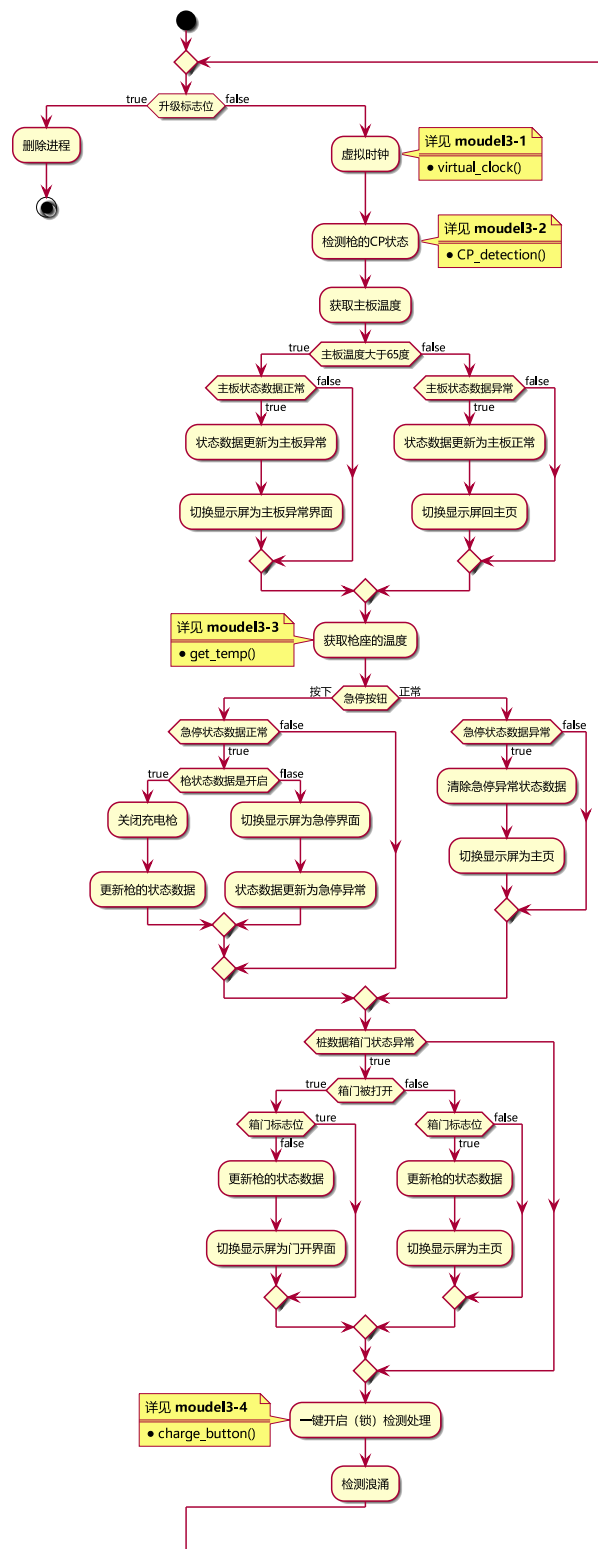 升级标志位
true
false
删除进程
虚拟时钟
详见 moudel3-1
virtual_clock()
检测枪的CP状态
详见 moudel3-2
CP_detection()
获取主板温度
主板温度大于65度
true
false
主板状态数据正常
false
true
状态数据更新为主板异常
切换显示屏为主板异常界面
主板状态数据异常
false
true
状态数据更新为主板正常
切换显示屏回主页
详见 moudel3-3
get_temp()
获取枪座的温度
急停按钮
按下
正常
急停状态数据正常
false
true
枪状态数据是开启
true
flase
关闭充电枪
更新枪的状态数据
切换显示屏为急停界面
状态数据更新为急停异常
急停状态数据异常
false
true
清除急停异常状态数据
切换显示屏为主页
桩数据箱门状态异常
true
箱门被打开
true
false
箱门标志位
ture
false
更新枪的状态数据
切换显示屏为门开界面
箱门标志位
false
true
更新枪的状态数据
切换显示屏为主页
详见 moudel3-4
charge_button()
一键开启（锁）检测处理
检测浪涌